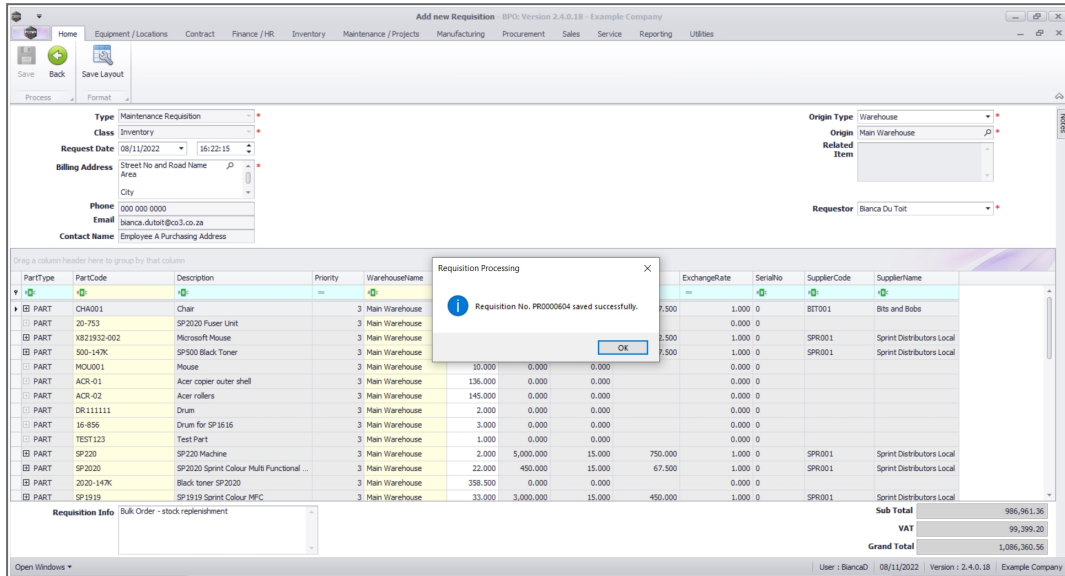 Add new Requisition - BPO: Version 2.4.0.18 - Example Company
Home Equipment / Locations Contract Finance / HR Inventory Maintenance / Projects Manufacturing Procurement Sales Service Reporting Utilities
Save Back Save Layout
Process Format
Notes
Type Maintenance Requisition * Origin Type Warehouse *
Class Inventory * Origin Main Warehouse *
Request Date 08/11/2022 16:22:15 Related Item
Billing Address Street No and Road Name *
Area
City
Phone 000 000 0000 Requestor Bianca Du Toit *
Email bianca.dutoit@co3.co.za
Contact Name Employee A Purchasing Address
Drag a column header here to group by that column
PartType PartCode Description Priority WarehouseName ExchangeRate SerialNo SupplierCode SupplierName
Requisition Processing
Requisition No. PR0000604 saved successfully.
OK
PART CHA001 Chair 3 Main Warehouse 7.500 1.000 0 BIT001 Bits and Bobs
PART 20-753 SP2020 Fuser Unit 3 Main Warehouse 0.000 0
PART X821932-002 Microsoft Mouse 3 Main Warehouse 2.500 1.000 0 SPR001 Sprint Distributors Local
PART 500-147K SP500 Black Toner 3 Main Warehouse 7.500 1.000 0 SPR001 Sprint Distributors Local
PART MOU001 Mouse 3 Main Warehouse 10.000 0.000 0.000 0.000 0
PART ACR-01 Acer copier outer shell 3 Main Warehouse 136.000 0.000 0.000 0.000 0
PART ACR-02 Acer rollers 3 Main Warehouse 145.000 0.000 0.000 0.000 0
PART DR111111 Drum 3 Main Warehouse 2.000 0.000 0.000 0.000 0
PART 16-856 Drum for SP1616 3 Main Warehouse 3.000 0.000 0.000 0.000 0
PART TEST123 Test Part 3 Main Warehouse 1.000 0.000 0.000 0.000 0
PART SP220 SP220 Machine 3 Main Warehouse 2.000 5,000.000 15.000 750.000 1.000 0 SPR001 Sprint Distributors Local
PART SP2020 SP2020 Sprint Colour Multi Functional ... 3 Main Warehouse 22.000 450.000 15.000 67.500 1.000 0 SPR001 Sprint Distributors Local
PART 2020-147K Black toner SP2020 3 Main Warehouse 358.500 0.000 0.000 0.000 0
PART SP1919 SP1919 Sprint Colour MFC 3 Main Warehouse 33.000 3,000.000 15.000 450.000 1.000 0 SPR001 Sprint Distributors Local
Requisition Info Bulk Order - stock replenishment Sub Total 986,961.36
VAT 99,399.20
Grand Total 1,086,360.56
Open Windows User : BiancaD 08/11/2022 Version : 2.4.0.18 Example Company